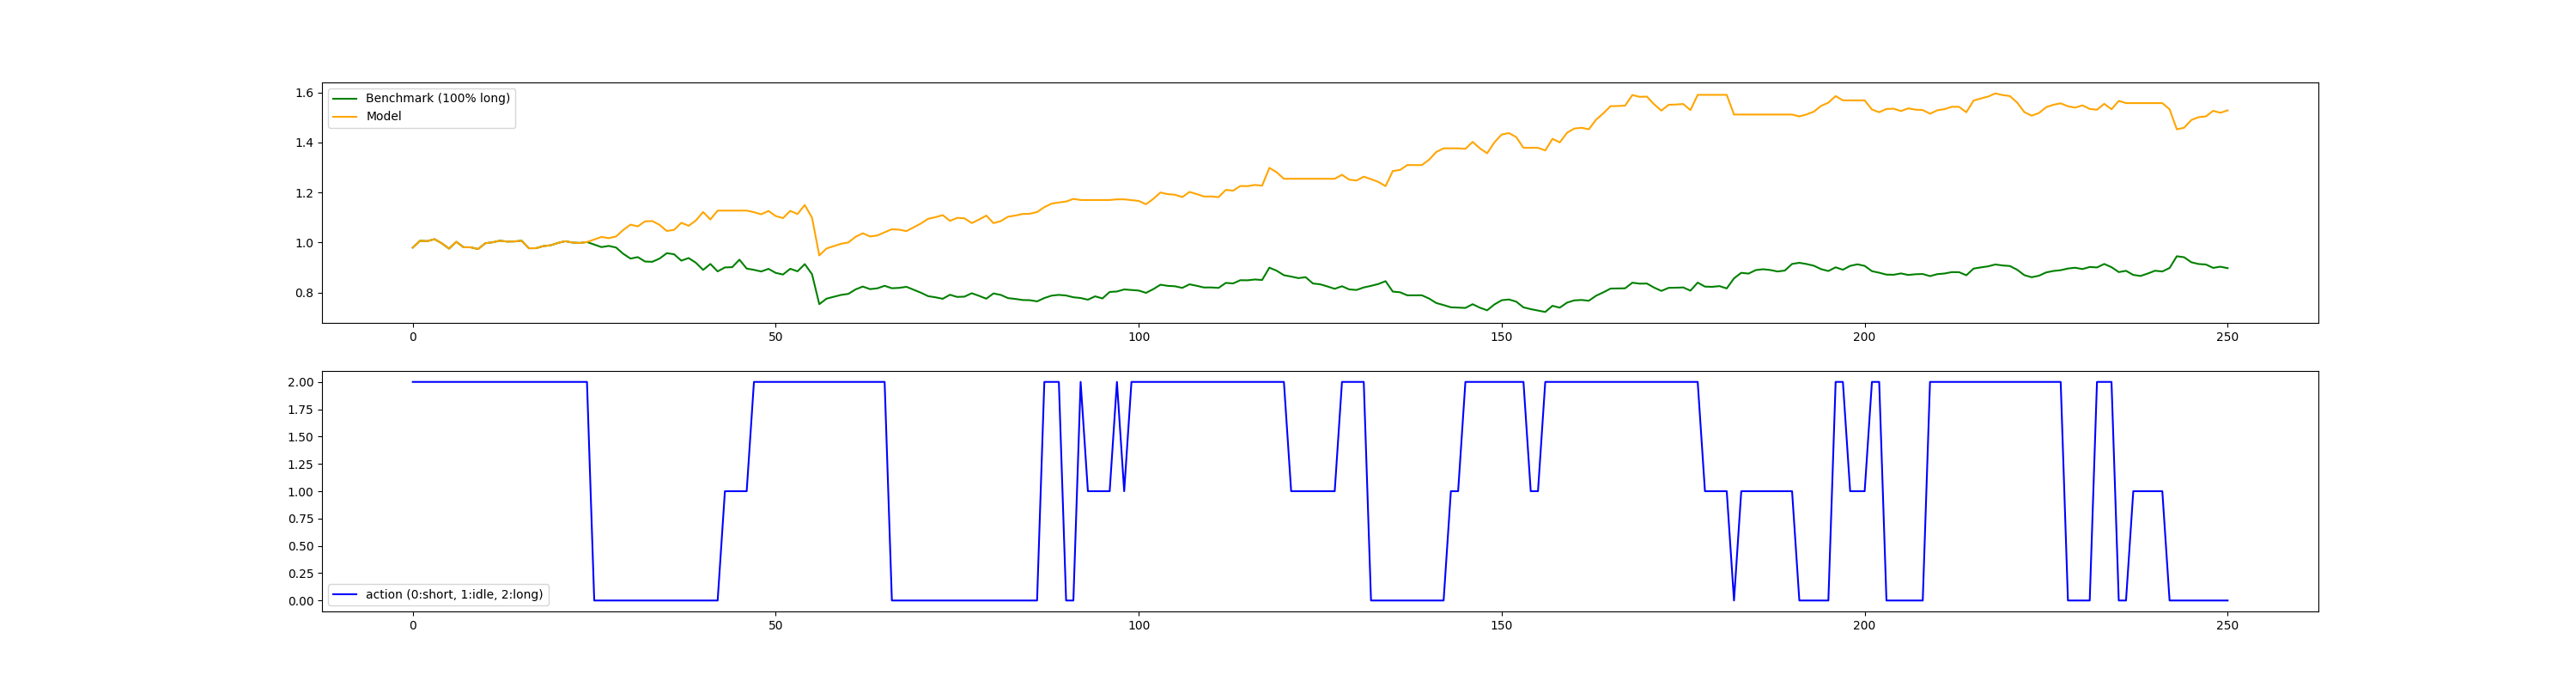 1.6
1.4
1.2
1.0
0.8
Benchmark (100% long)
Model
0 50 100 150 200 250
2.00
1.75
1.50
1.25
1.00
0.75
0.50
0.25
0.00
action (0:short, 1:idle, 2:long)
0 50 100 150 200 250